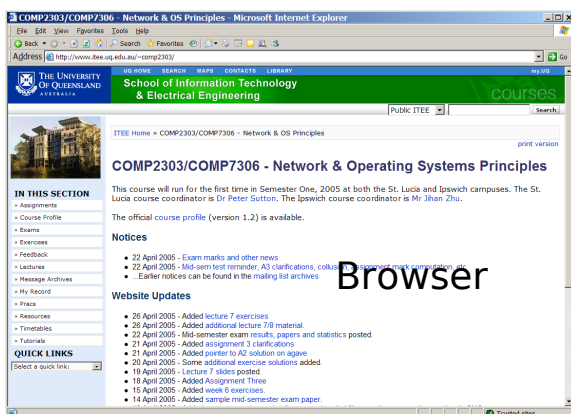 COMP2303/COMP7306 - Network & OS Principles - Microsoft Internet Explorer
File Edit View Favorites Tools Help
Back Search Favorites
Address http://www.itee.uq.edu.au/~comp2303/ Go
UQ HOME SEARCH MAPS CONTACTS LIBRARY my.UQ
THE UNIVERSITY
OF QUEENSLAND
AUSTRALIA
School of Information Technology
& Electrical Engineering
courses
Public ITEE Search
ITEE Home » COMP2303/COMP7306 - Network & OS Principles
print version
COMP2303/COMP7306 - Network & Operating Systems Principles
This course will run for the first time in Semester One, 2005 at both the St. Lucia and Ipswich campuses. The St.
Lucia course coordinator is Dr Peter Sutton. The Ipswich course coordinator is Mr Jihan Zhu.
The official course profile (version 1.2) is available.
IN THIS SECTION
» Assignments
» Course Profile
» Exams
» Exercises
» Feedback
» Lectures
» Message Archives
» My Record
» Pracs
» Resources
» Timetables
» Tutorials
QUICK LINKS
Select a quick link:
Notices
• 22 April 2005 - Exam marks and other news
• 22 April 2005 - Mid-sem test reminder, A3 clarifications, collusion, assignment mark computation, etc
• ...Earlier notices can be found in the mailing list archives
Browser
Website Updates
• 26 April 2005 - Added lecture 7 exercises
• 26 April 2005 - Added additional lecture 7/8 material.
• 22 April 2005 - Mid-semester exam results, papers and statistics posted.
• 21 April 2005 - Added assignment 3 clarifications
• 21 April 2005 - Added pointer to A2 solution on agave
• 20 April 2005 - Some additional exercise solutions added.
• 19 April 2005 - Lecture 7 slides posted.
• 18 April 2005 - Added Assignment Three
• 15 April 2005 - Added week 6 exercises.
• 14 April 2005 - Added sample mid-semester exam paper.
Trusted sites